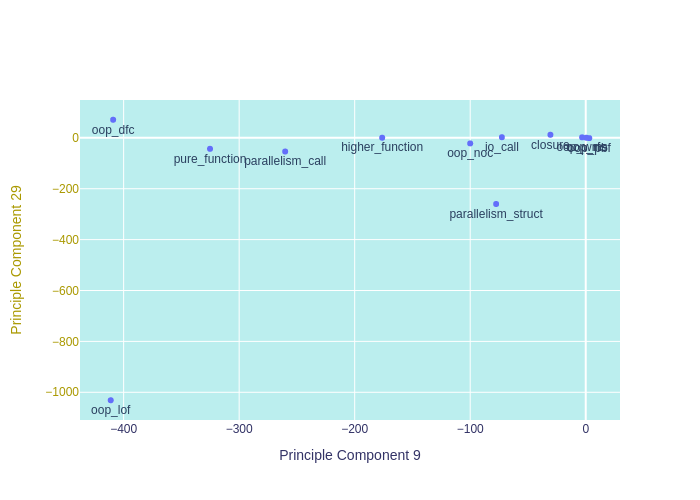 oop_dfc
0
pure_function
parallelism_call
higher_function
oop_noc
io_call
closure
−200
parallelism_struct
−400
−600
−800
−1000
oop_lof
−400
−300
−200
−100
0
Principle Component 9
Principle Component 29